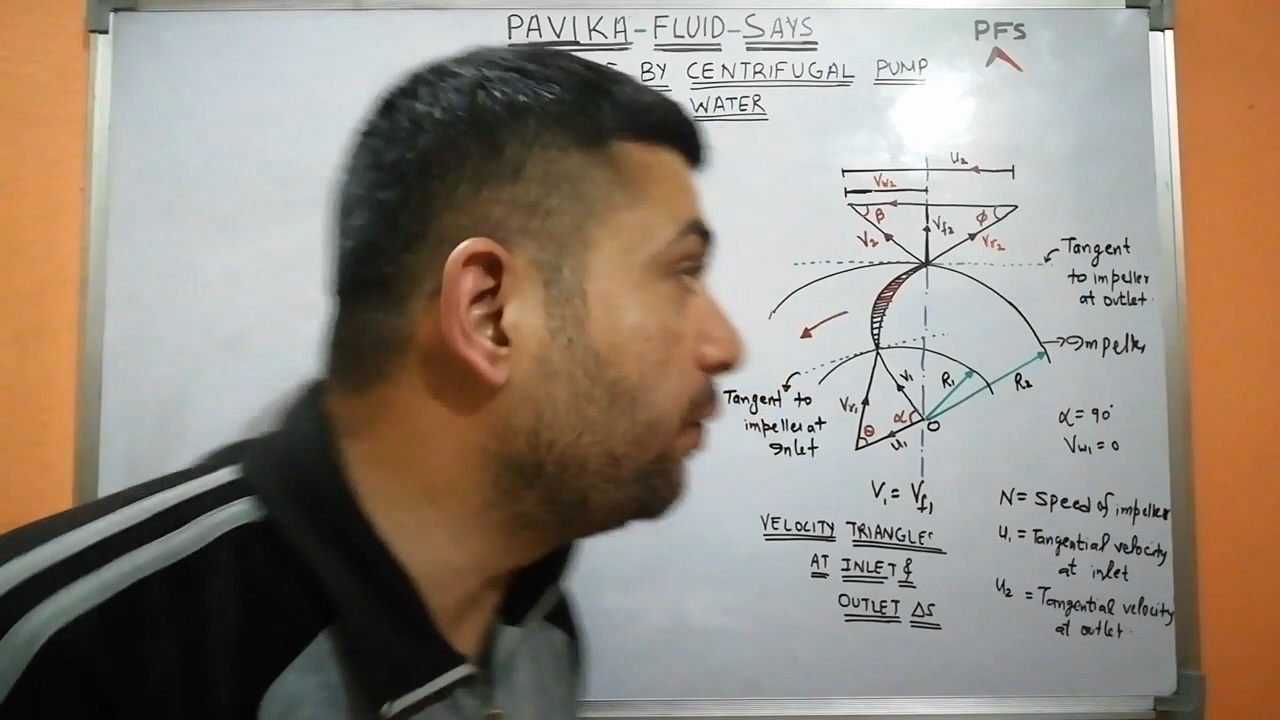 PAVIKA-FLUID-SAYS
PFS
BY CENTRIFUGAL PUMP
WATER
U₂
Vw₂
β
φ
V₂
Vf₂
Vr₂
Tangent
to impeller
at outlet.
Impeller
R₁
R₂
Tangent to
impeller at
Inlet
Vr₁
V₁
α
θ
U₁
O
α = 90°
Vw₁ = 0
V₁ = Vf₁
VELOCITY TRIANGLES
AT INLET &
OUTLET ΔS
N = Speed of impeller
U₁ = Tangential velocity
at inlet
U₂ = Tangential velocity
at outlet.